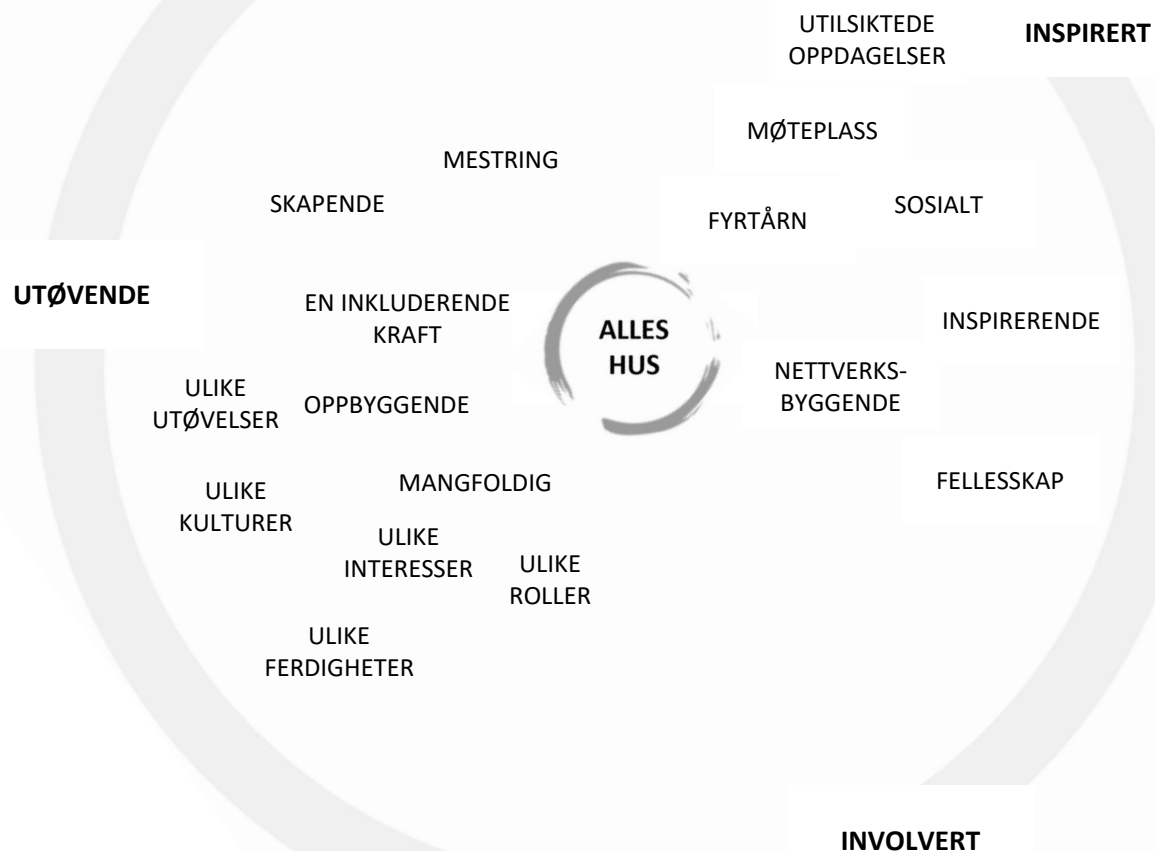 UTILSIKTEDE
OPPDAGELSER
INSPIRERT
MØTEPLASS
MESTRING
SKAPENDE
FYRTÅRN
SOSIALT
UTØVENDE
EN INKLUDERENDE
KRAFT
ALLES
HUS
INSPIRERENDE
NETTVERKS-
BYGGENDE
ULIKE
UTØVELSER
OPPBYGGENDE
MANGFOLDIG
FELLESSKAP
ULIKE
KULTURER
ULIKE
INTERESSER
ULIKE
ROLLER
ULIKE
FERDIGHETER
INVOLVERT